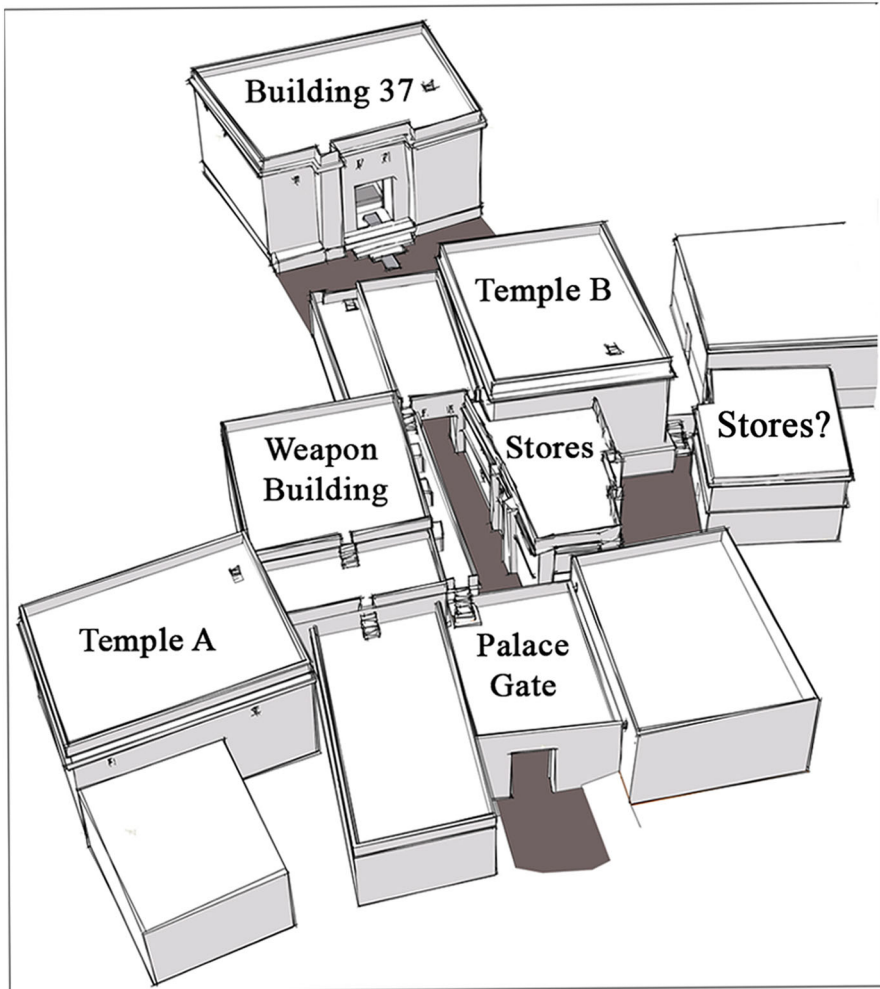 Building 37
Temple B
Stores?
Weapon
Building
Stores
Temple A
Palace
Gate